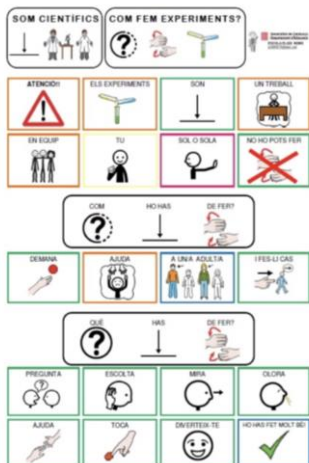 SOM CIENTÍFICS
COM FEM EXPERIMENTS?
ATENCIÓ!!
ELS EXPERIMENTS
SON
UN TREBALL
EN EQUIP
TU
SOL O SOLA
NO HO POTS FER
COM
HO HAS
DE FER?
DEMANA
AJUDA
A UN/A ADULT/A
I FES-LI CAS
QUÈ
HAS
DE FER?
PREGUNTA
ESCOLTA
MIRA
OLORA
AJUDA
TOCA
DIVERTEIX-TE
HO HAS FET MOLT BÉ!